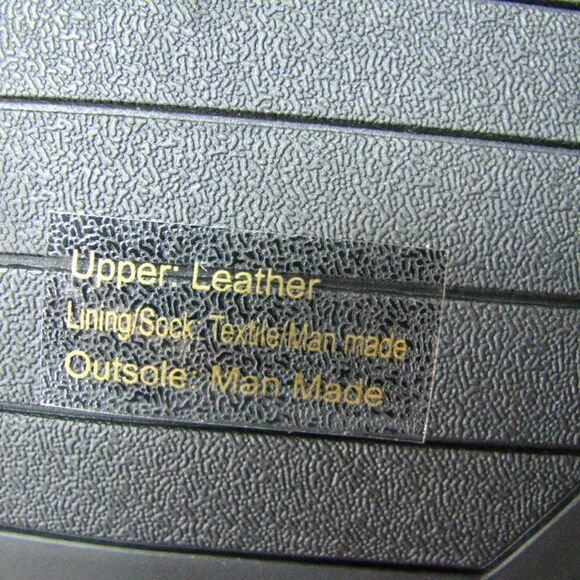 Upper: Leather
Lining/Sock: Textile/Man made
Outsole: Man Made